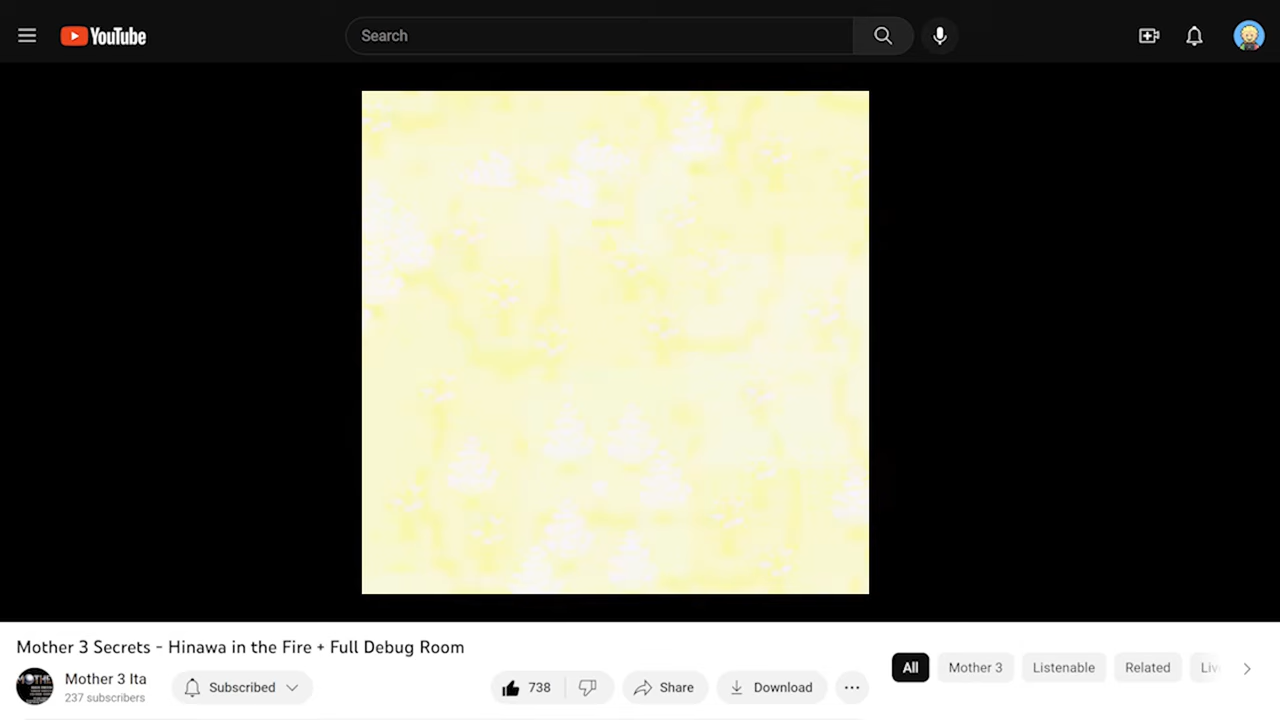 YouTube
Search
Mother 3 Secrets - Hinawa in the Fire + Full Debug Room
Mother 3 Ita
237 subscribers
Subscribed
738
Share
Download
All
Mother 3
Listenable
Related